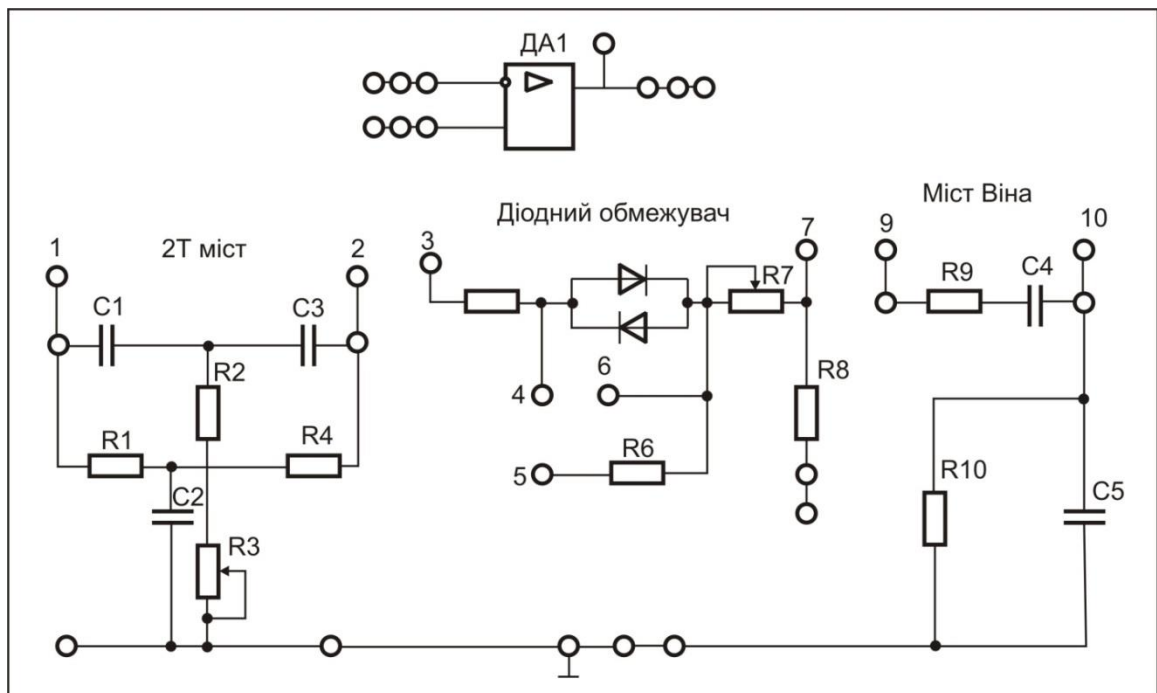 ДА1
Міст Віна
Діодний обмежувач
9
10
7
3
1
2Т міст
2
R9
C4
R7
C1
C3
R2
R8
4
6
R1
R4
5
R6
R10
C2
C5
R3